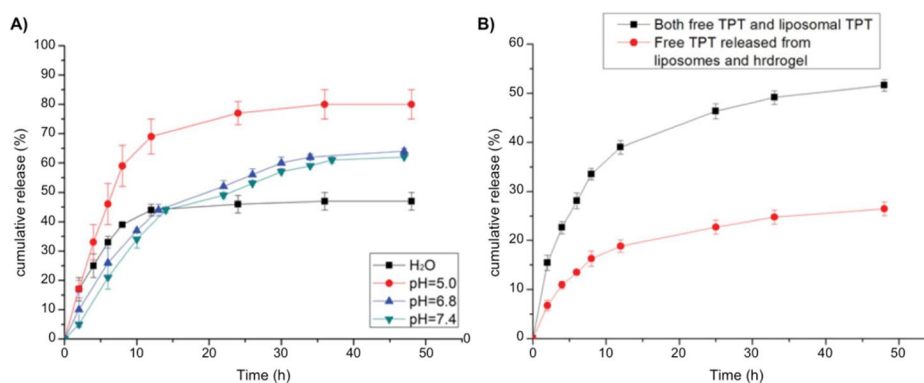 A)
cumulative release (%)
100
90
80
70
60
50
40
30
20
10
0
0 10 20 30 40 50
Time (h)
H₂O
pH=5.0
pH=6.8
pH=7.4
B)
Both free TPT and liposomal TPT
Free TPT released from
liposomes and hrdrogel
cumulative release (%)
60
50
40
30
20
10
0
0 10 20 30 40 50
Time (h)